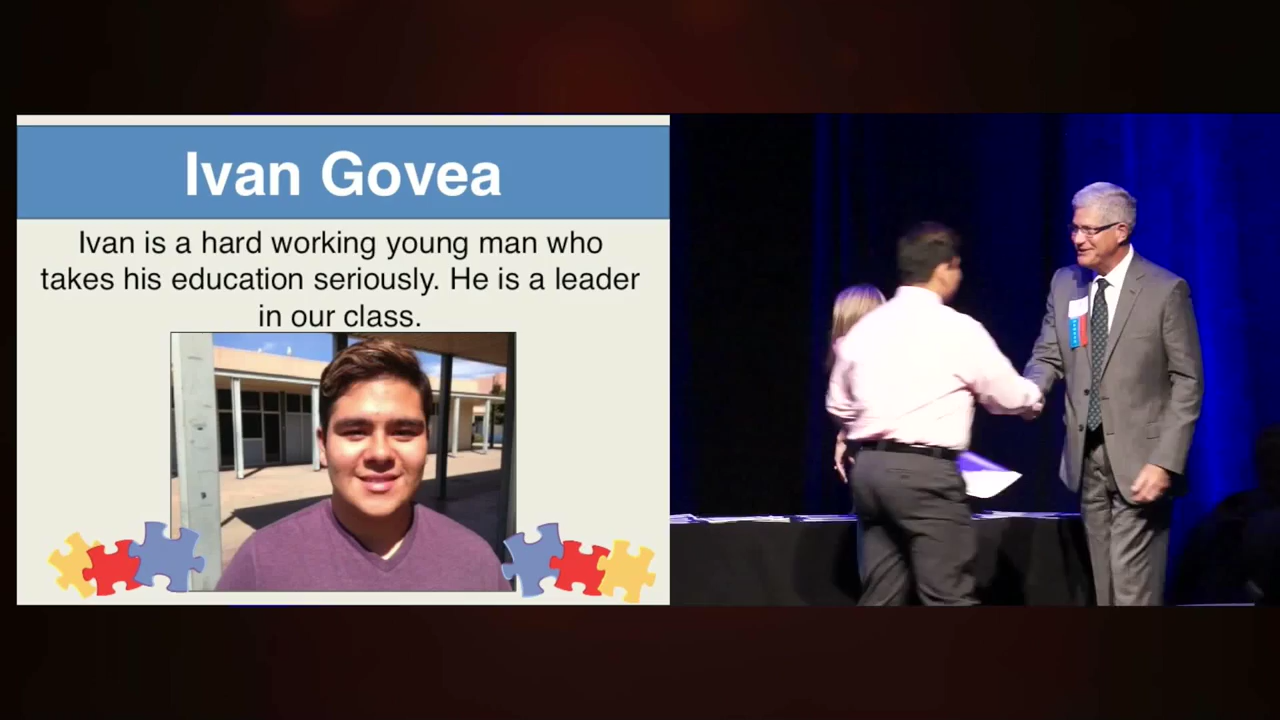 Ivan Govea
Ivan is a hard working young man who
takes his education seriously. He is a leader
in our class.